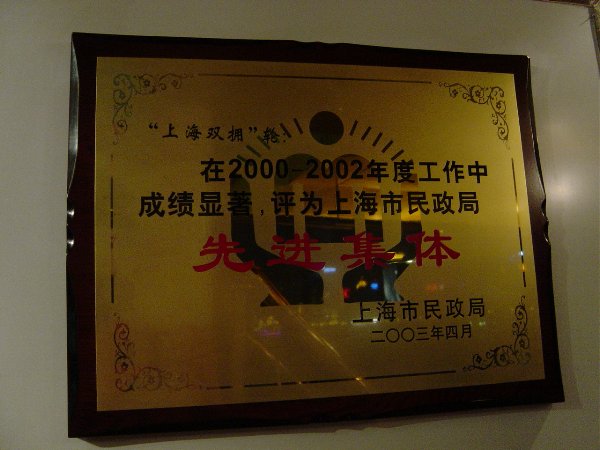 “上海双拥”轮:
在2000-2002年度工作中
成绩显著,评为上海市民政局
先进集体
上海市民政局
二〇〇三年四月